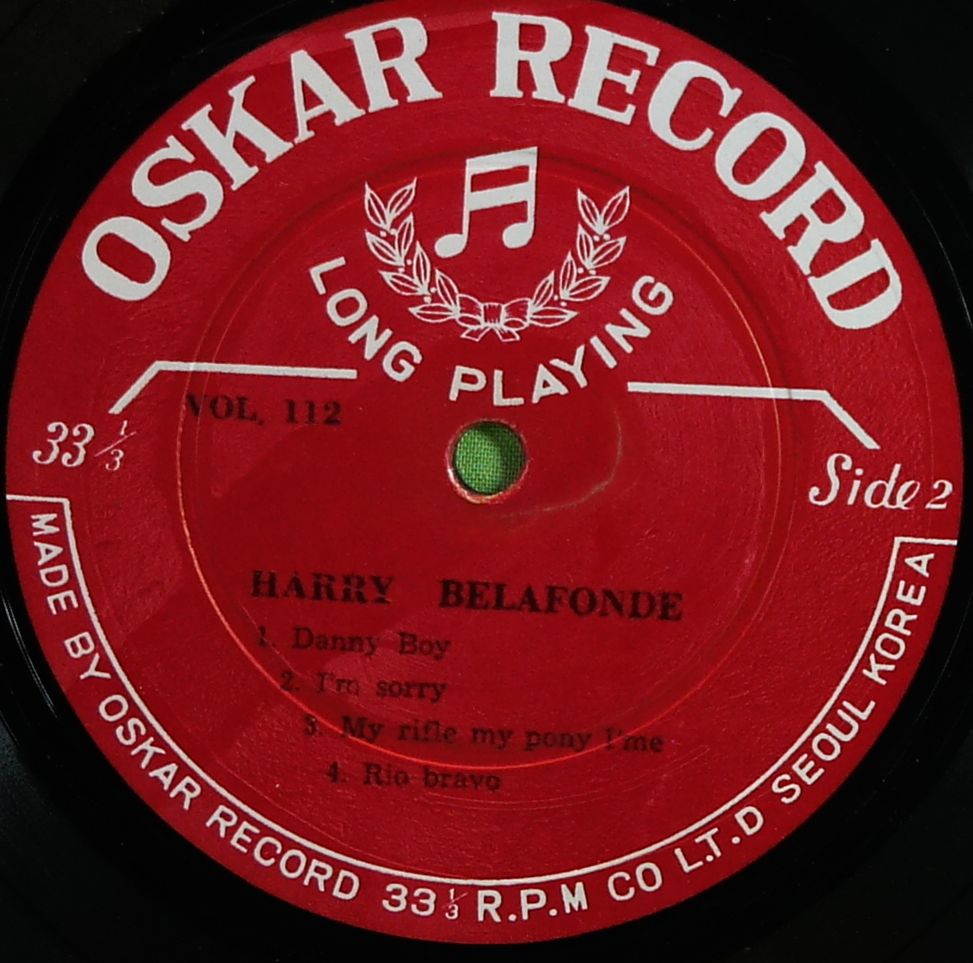 OSKAR RECORD
LONG PLAYING
VOL, 112
33 1/3
Side 2
HARRY BELAFONDE
1. Danny Boy
2. I'm sorry
3. My rifle my pony I'me
4. Rio bravo
MADE BY OSKAR RECORD 33 1/3 R.P.M CO L.T.D SEOUL KOREA